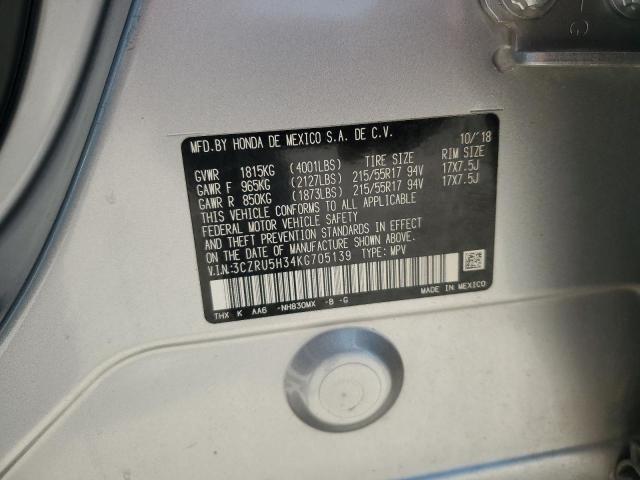 MFD.BY HONDA DE MEXICO S.A. DE C.V. 10/'18
GVWR 1815KG (4001LBS) TIRE SIZE RIM SIZE
GAWR F 965KG (2127LBS) 215/55R17 94V 17X7.5J
GAWR R 850KG (1873LBS) 215/55R17 94V 17X7.5J
THIS VEHICLE CONFORMS TO ALL APPLICABLE
FEDERAL MOTOR VEHICLE SAFETY
AND THEFT PREVENTION STANDARDS IN EFFECT
ON THE DATE OF MANUFACTURE SHOWN ABOVE.
V.I.N:3CZRU5H34KG705139 TYPE: MPV
THX K AA6 -NH830MX -B -G MADE IN MEXICO